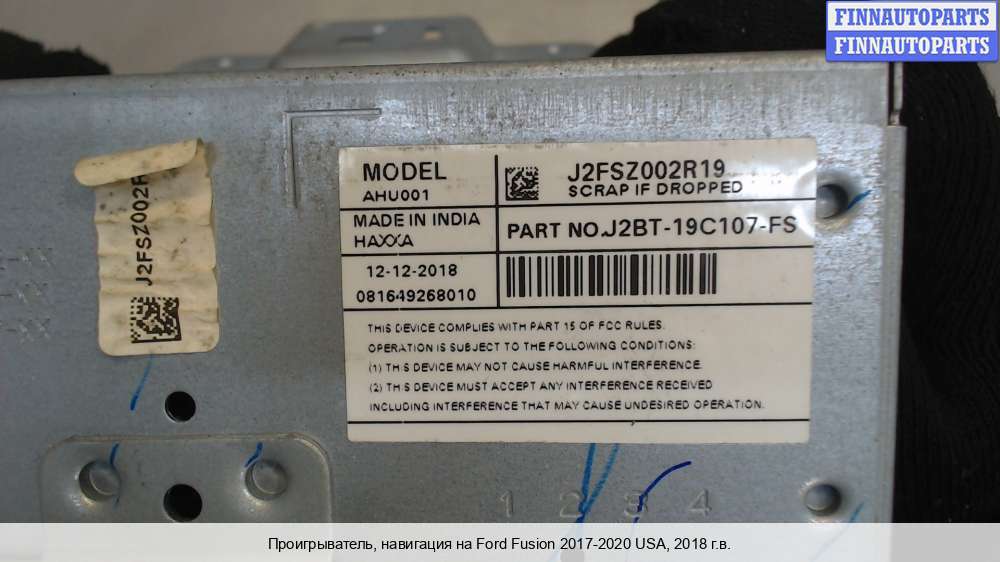 FINNAUTOPARTS
FINNAUTOPARTS
MODEL
AHU001
J2FSZ002R19
SCRAP IF DROPPED
MADE IN INDIA
HAXXA
PART NO.J2BT-19C107-FS
12-12-2018
081649268010
THIS DEVICE COMPLIES WITH PART 15 OF FCC RULES.
OPERATION IS SUBJECT TO THE FOLLOWING CONDITIONS:
(1) THIS DEVICE MAY NOT CAUSE HARMFUL INTERFERENCE.
(2) THIS DEVICE MUST ACCEPT ANY INTERFERENCE RECEIVED
INCLUDING INTERFERENCE THAT MAY CAUSE UNDESIRED OPERATION.
J2FSZ002R
1 2 3 4
Проигрыватель, навигация на Ford Fusion 2017-2020 USA, 2018 г.в.